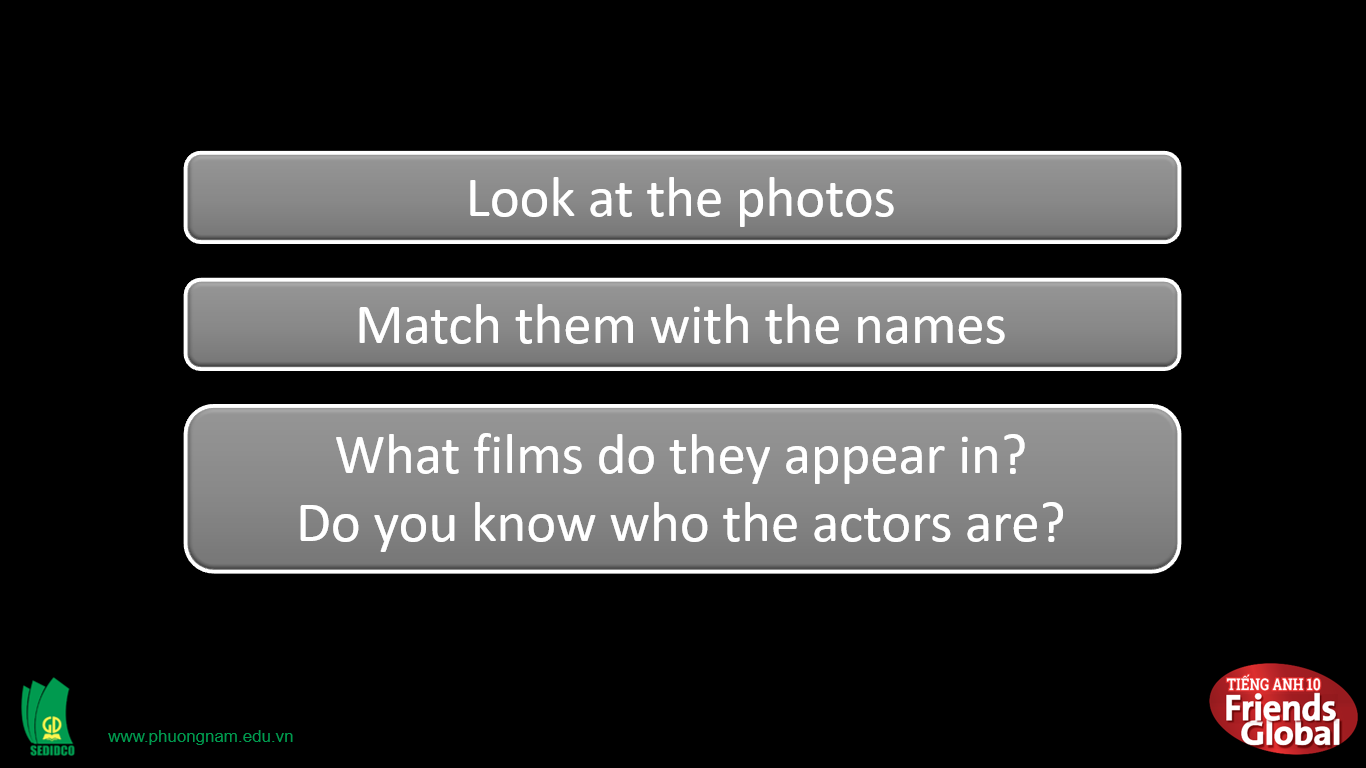 Look at the photos
Match them with the names
What films do they appear in?
Do you know who the actors are?
GD
SEDIDCO
www.phuongnam.edu.vn
TIẾNG ANH 10
Friends
Global